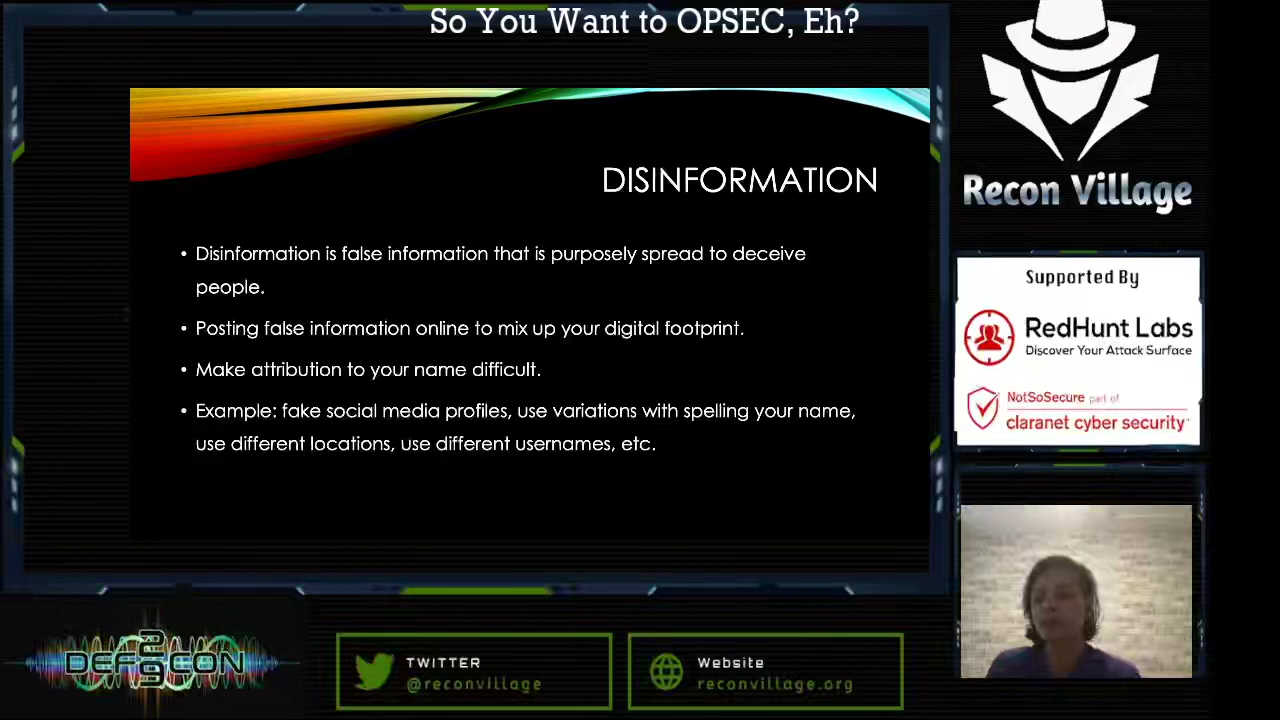 So You Want to OPSEC, Eh?
DISINFORMATION
• Disinformation is false information that is purposely spread to deceive
people.
• Posting false information online to mix up your digital footprint.
• Make attribution to your name difficult.
• Example: fake social media profiles, use variations with spelling your name,
use different locations, use different usernames, etc.
Recon Village
Supported By
RedHunt Labs
Discover Your Attack Surface
NotSoSecure part of
claranet cyber security
DEF CON
29
TWITTER
@reconvillage
Website
reconvillage.org